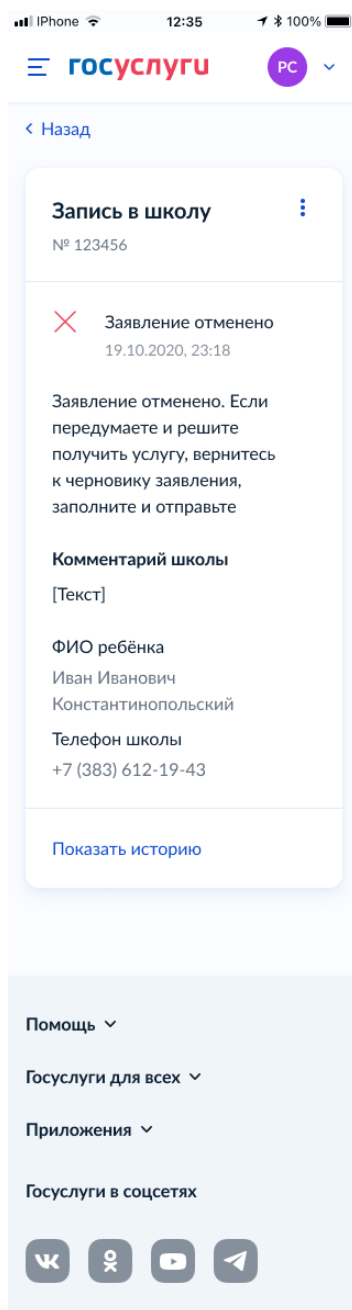 iPhone 12:35 100%
госуслуги РС
Назад
Запись в школу
№ 123456
Заявление отменено
19.10.2020, 23:18
Заявление отменено. Если
передумаете и решите
получить услугу, вернитесь
к черновику заявления,
заполните и отправьте
Комментарий школы
[Текст]
ФИО ребёнка
Иван Иванович
Константинопольский
Телефон школы
+7 (383) 612-19-43
Показать историю
Помощь
Госуслуги для всех
Приложения
Госуслуги в соцсетях